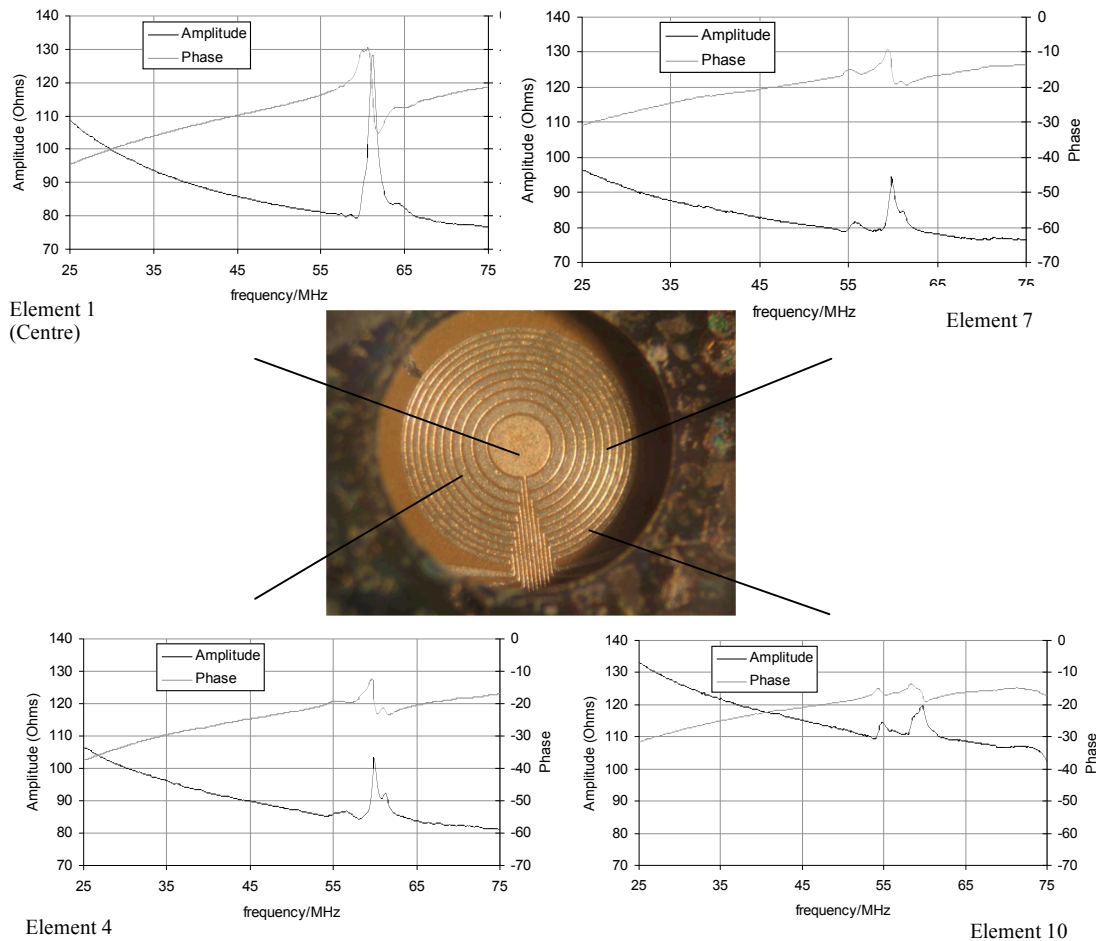 Amplitude
Phase
Amplitude (Ohms)
140
130
120
110
100
90
80
70
25 35 45 55 65 75
frequency/MHz
Element 1
(Centre)
Amplitude
Phase
Amplitude (Ohms)
140
130
120
110
100
90
80
70
0
-10
-20
-30
-40
-50
-60
-70
Phase
25 35 45 55 65 75
frequency/MHz
Element 7
Amplitude
Phase
Amplitude (Ohms)
140
130
120
110
100
90
80
70
0
-10
-20
-30
-40
-50
-60
-70
Phase
25 35 45 55 65 75
frequency/MHz
Element 4
Amplitude
Phase
Amplitude (Ohms)
140
130
120
110
100
90
80
70
0
-10
-20
-30
-40
-50
-60
-70
Phase
25 35 45 55 65 75
frequency/MHz
Element 10